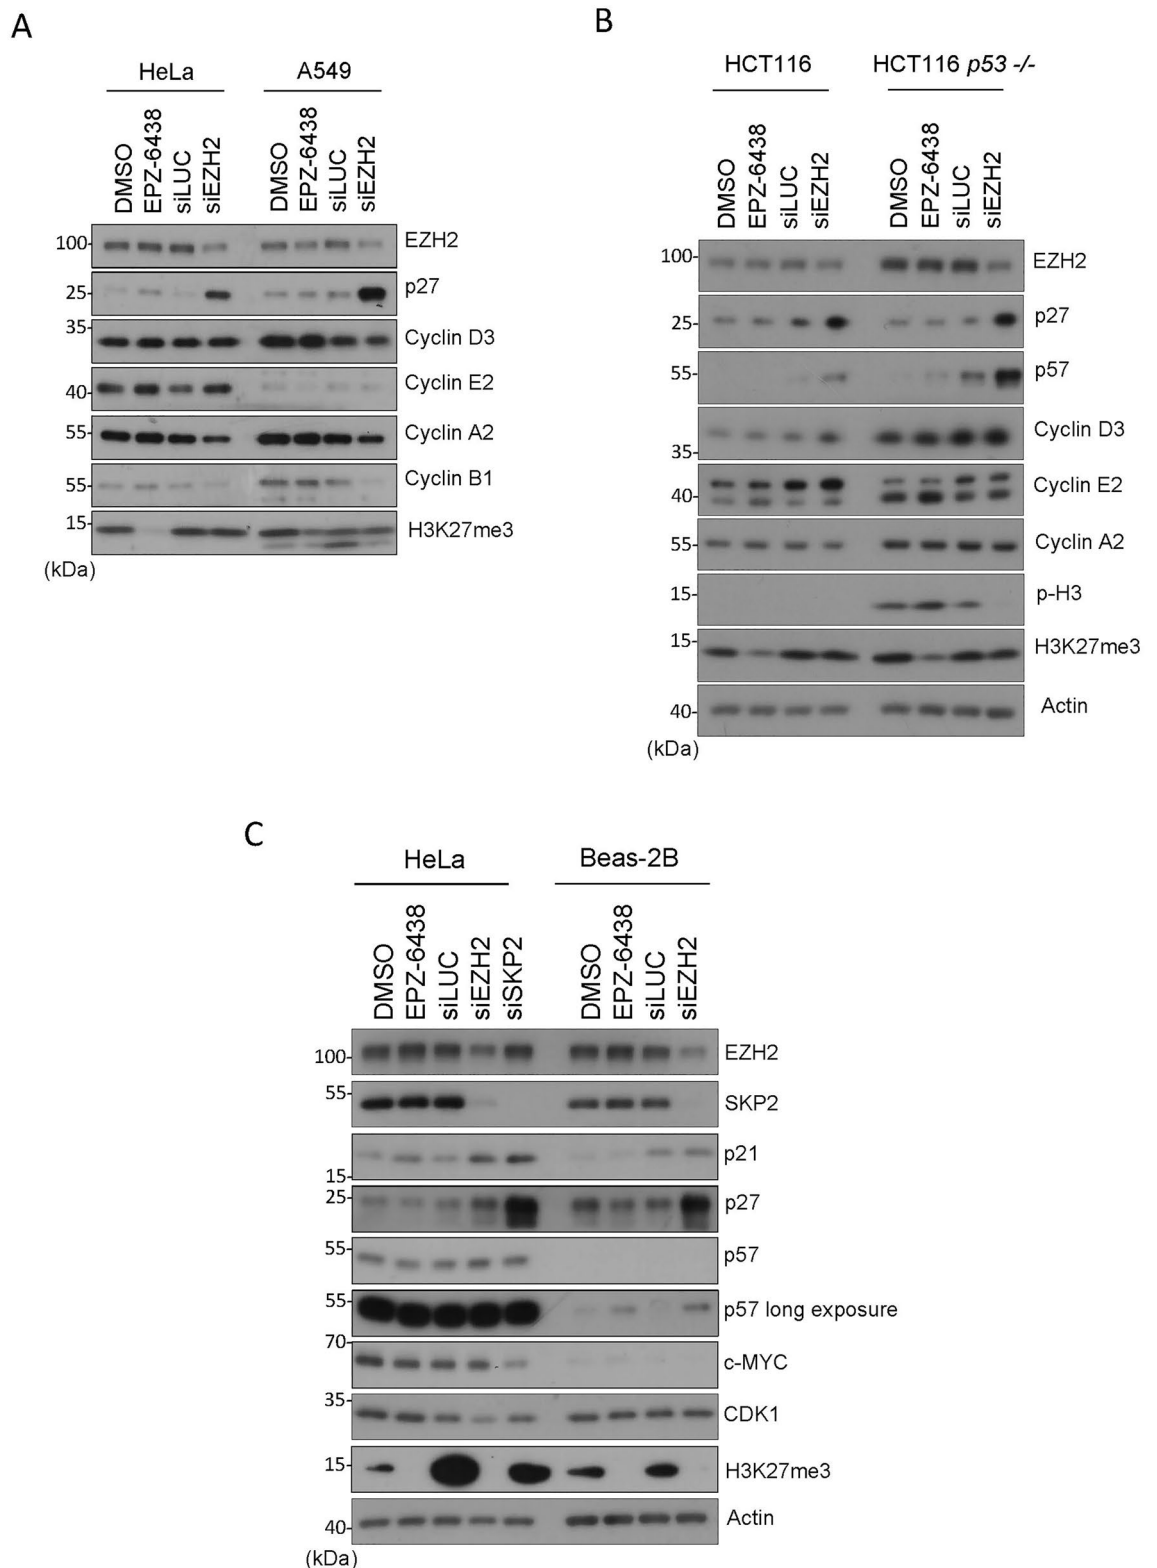 A
HeLa A549
DMSO EPZ-6438 siLUC siEZH2 DMSO EPZ-6438 siLUC siEZH2
100- EZH2
25- p27
35- Cyclin D3
40- Cyclin E2
55- Cyclin A2
55- Cyclin B1
15- H3K27me3
(kDa)
B
HCT116 HCT116 p53 -/-
DMSO EPZ-6438 siLUC siEZH2 DMSO EPZ-6438 siLUC siEZH2
100- EZH2
25- p27
55- p57
35- Cyclin D3
40- Cyclin E2
55- Cyclin A2
15- p-H3
15- H3K27me3
40- Actin
(kDa)
C
HeLa Beas-2B
DMSO EPZ-6438 siLUC siEZH2 siSKP2 DMSO EPZ-6438 siLUC siEZH2
100- EZH2
55- SKP2
15- p21
25- p27
55- p57
55- p57 long exposure
70- c-MYC
35- CDK1
15- H3K27me3
40- Actin
(kDa)